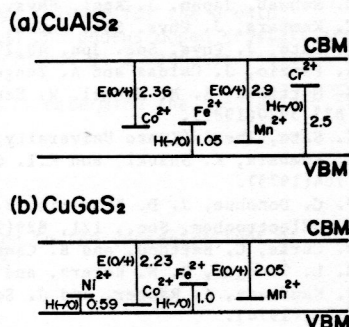 (a) CuAlS2
CBM
Cr2+
E(0/+) 2.36
E(0/+) 2.9
Co2+
Fe2+
H(-/0) 1.05
Mn2+
H(-/0) 2.5
VBM
(b) CuGaS2
CBM
E(0/+) 2.23
E(0/+) 2.05
Ni2+
H(-/0) 0.59
Co2+
Fe2+
H(-/0) 1.0
Mn2+
VBM